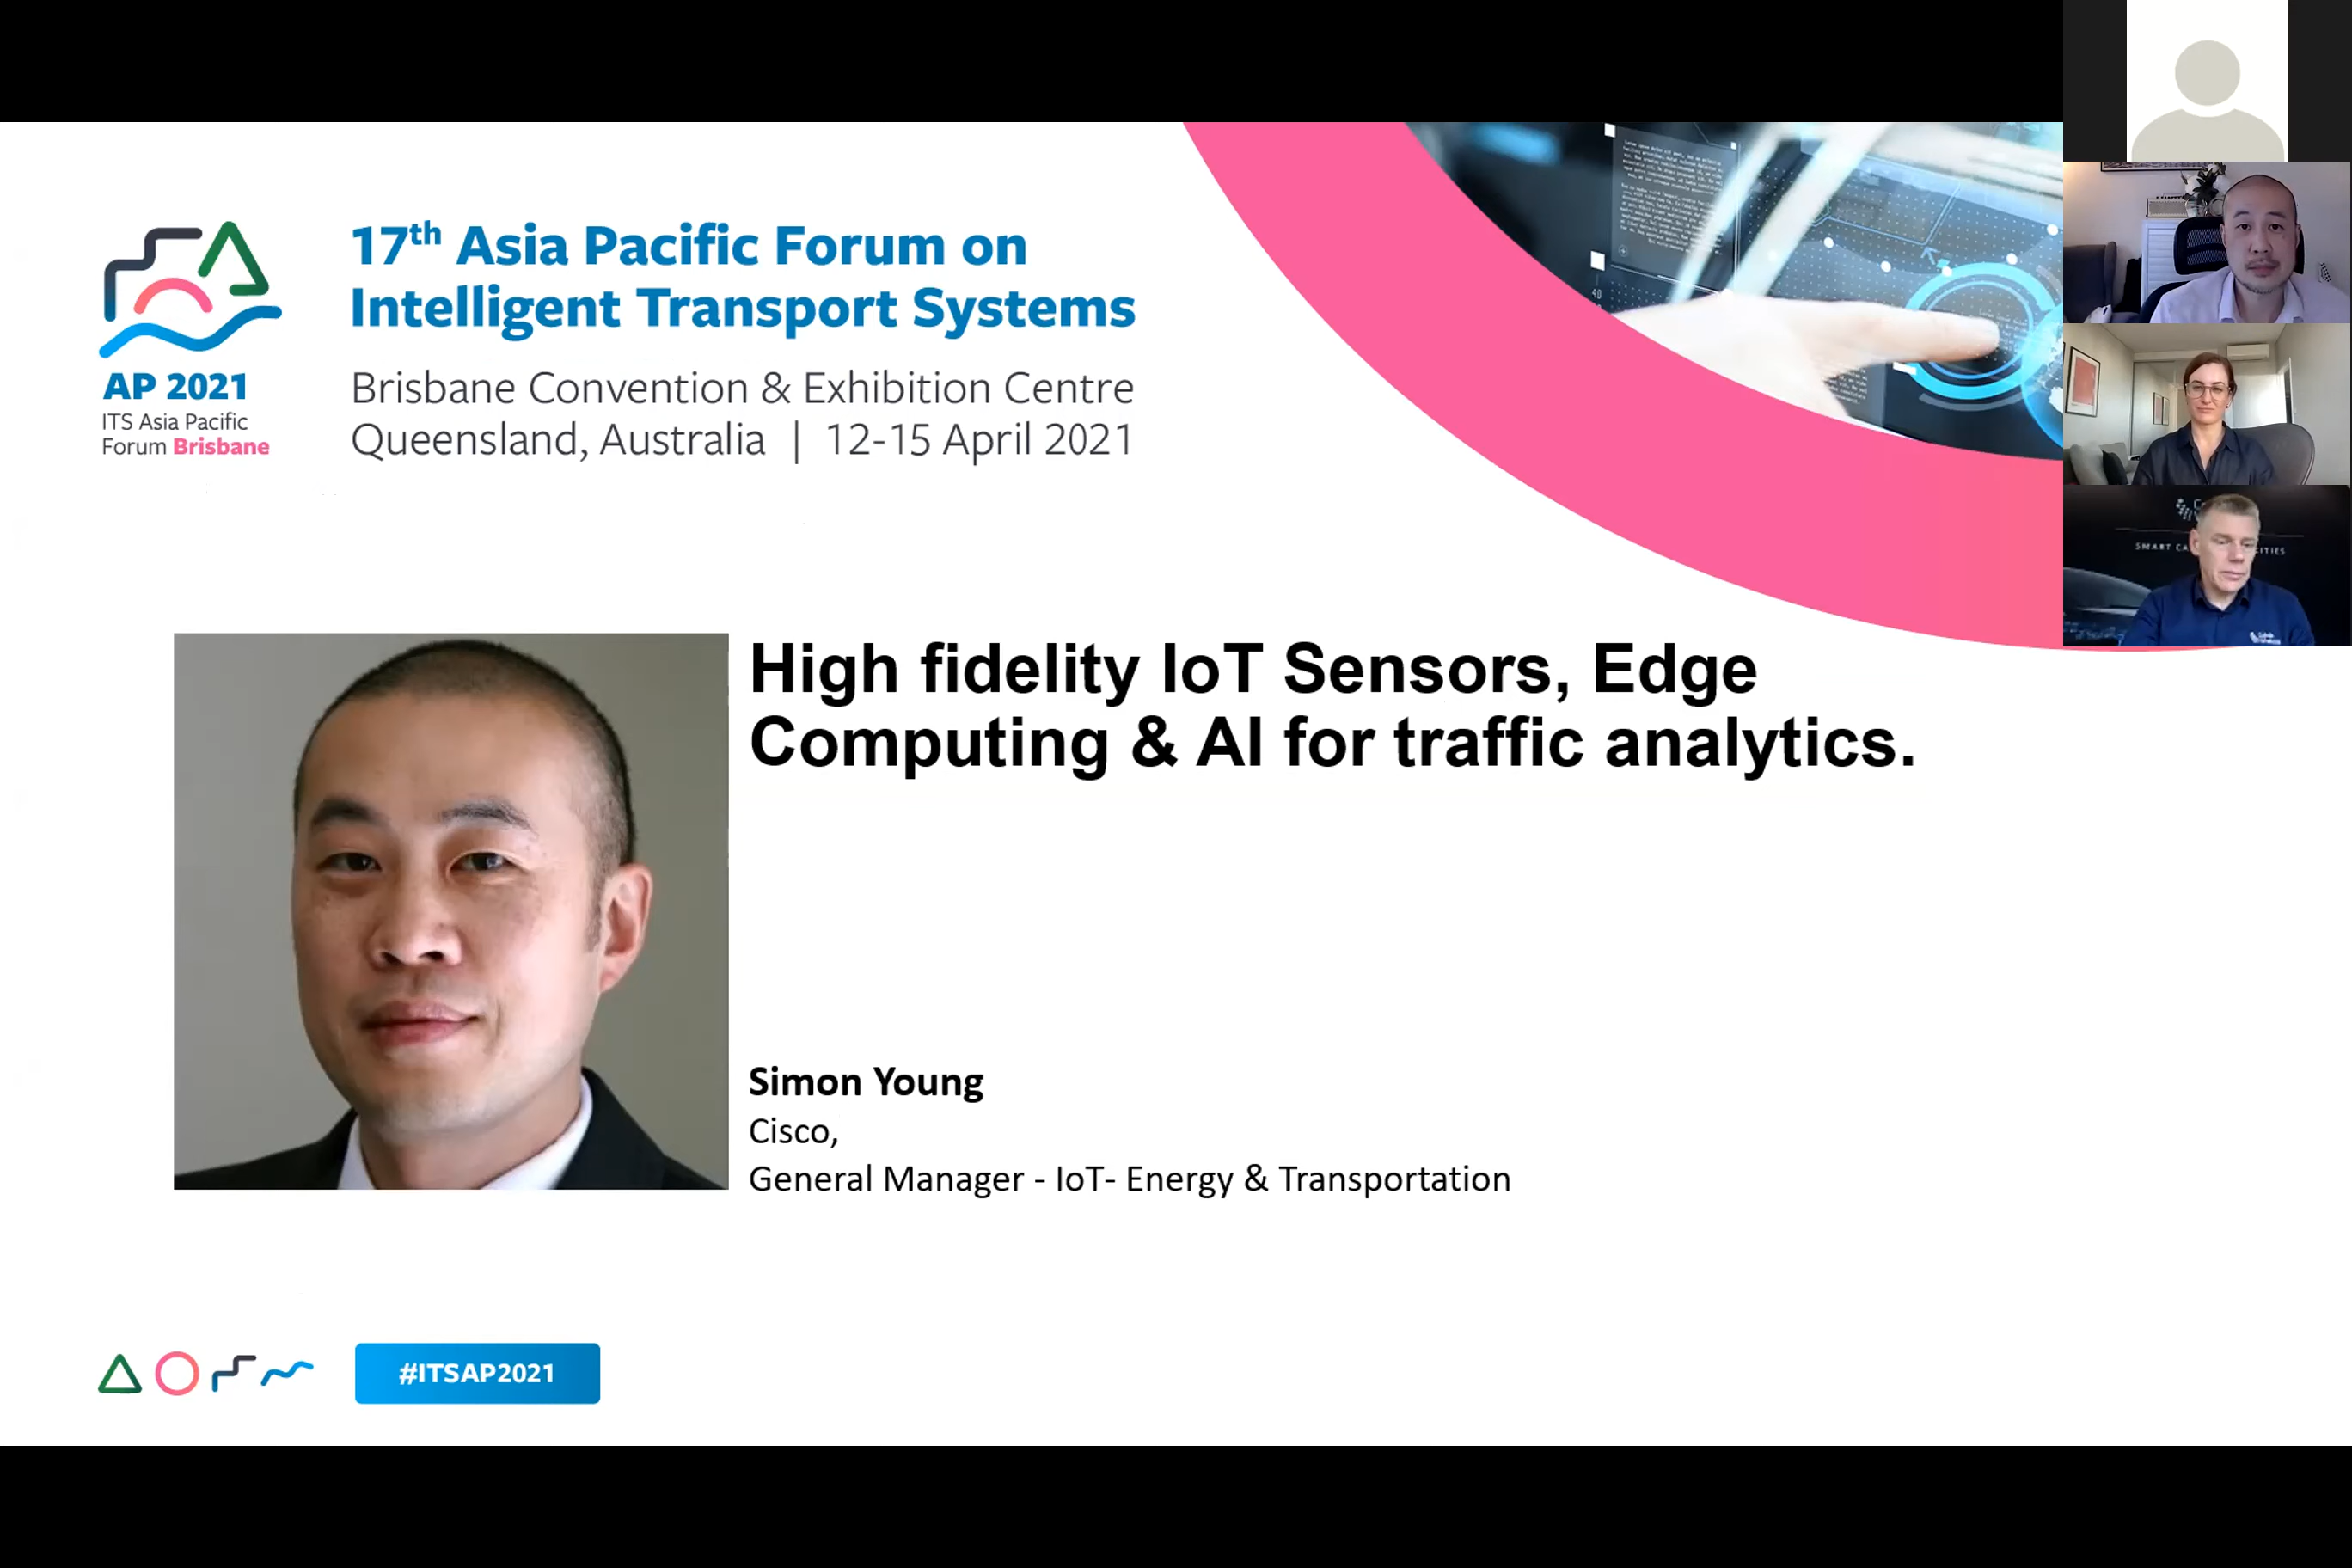 17th Asia Pacific Forum on
Intelligent Transport Systems
Brisbane Convention & Exhibition Centre
Queensland, Australia | 12-15 April 2021
AP 2021
ITS Asia Pacific
Forum Brisbane
High fidelity IoT Sensors, Edge
Computing & AI for traffic analytics.
Simon Young
Cisco,
General Manager - IoT- Energy & Transportation
#ITSAP2021
SMART